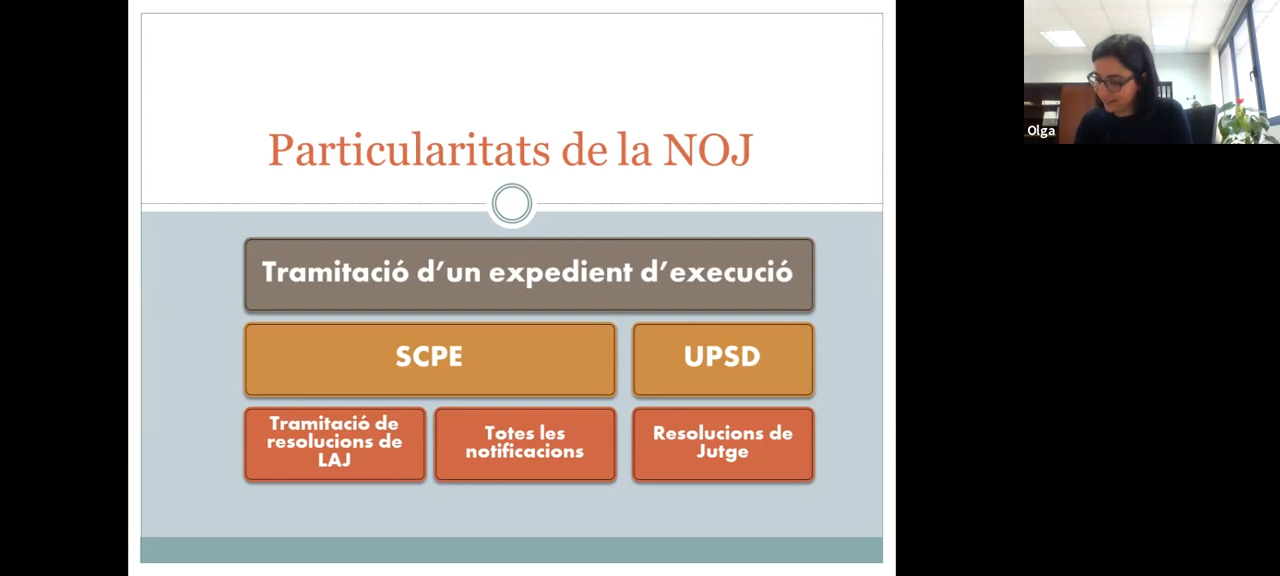 Particularitats de la NOJ
Tramitació d’un expedient d’execució
SCPE
UPSD
Tramitació de
resolucions de
LAJ
Totes les
notificacions
Resolucions de
Jutge
Olga